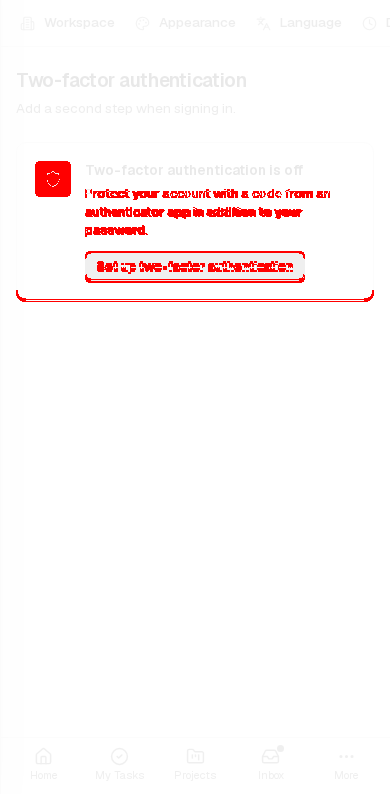 Workspace Appearance Language
Two-factor authentication
Add a second step when signing in.
Two-factor authentication is off
Protect your account with a code from an
authenticator app in addition to your
password.
Set up two-factor authentication
Home My Tasks Projects Inbox More